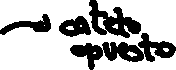 → cateto
opuesto